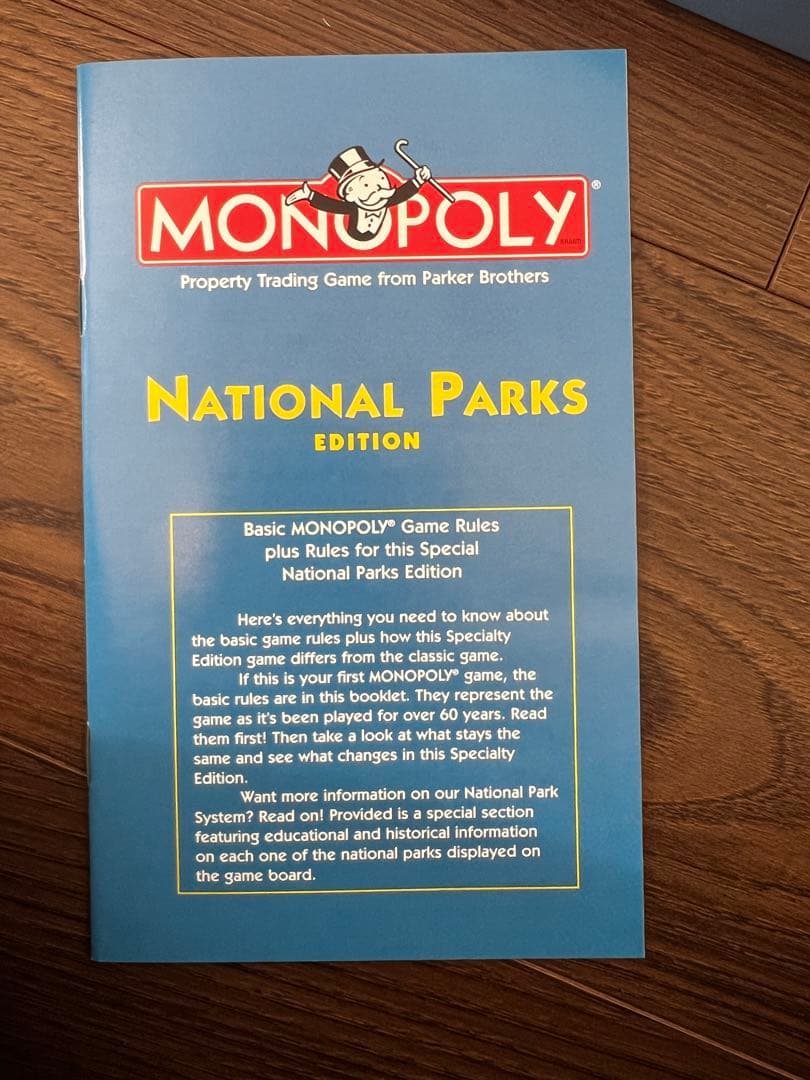 MONOPOLY®
Property Trading Game from Parker Brothers
NATIONAL PARKS
EDITION
Basic MONOPOLY® Game Rules
plus Rules for this Special
National Parks Edition
Here's everything you need to know about
the basic game rules plus how this Specialty
Edition game differs from the classic game.
If this is your first MONOPOLY® game, the
basic rules are in this booklet. They represent the
game as it's been played for over 60 years. Read
them first! Then take a look at what stays the
same and see what changes in this Specialty
Edition.
Want more information on our National Park
System? Read on! Provided is a special section
featuring educational and historical information
on each one of the national parks displayed on
the game board.